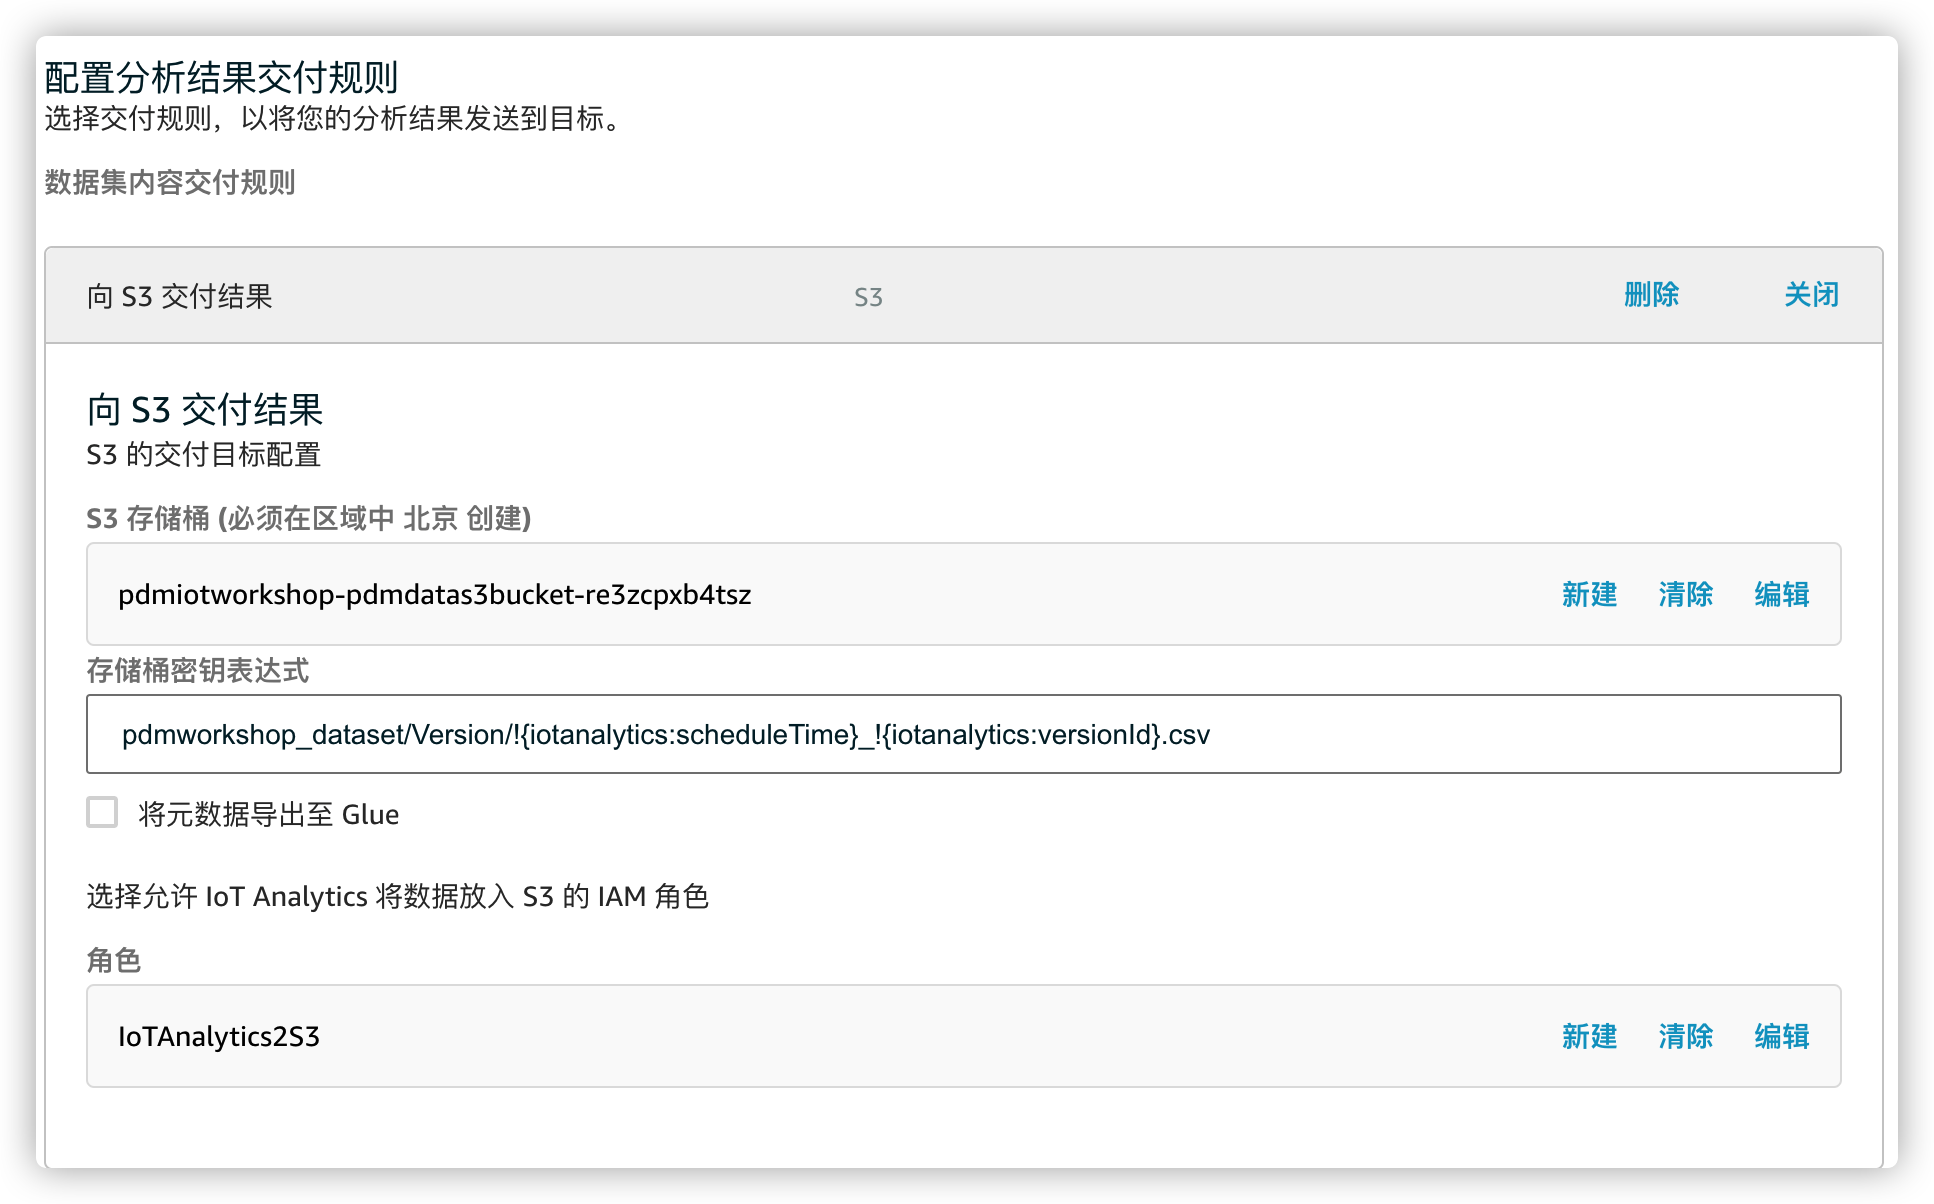 配置分析结果交付规则
选择交付规则，以将您的分析结果发送到目标。
数据集内容交付规则
向 S3 交付结果 S3 删除 关闭
向 S3 交付结果
S3 的交付目标配置
S3 存储桶 (必须在区域中 北京 创建)
pdmiotworkshop-pdmdatas3bucket-re3zcpxb4tsz 新建 清除 编辑
存储桶密钥表达式
pdmworkshop_dataset/Version/!{iotanalytics:scheduleTime}_!{iotanalytics:versionId}.csv
将元数据导出至 Glue
选择允许 IoT Analytics 将数据放入 S3 的 IAM 角色
角色
IoTAnalytics2S3 新建 清除 编辑